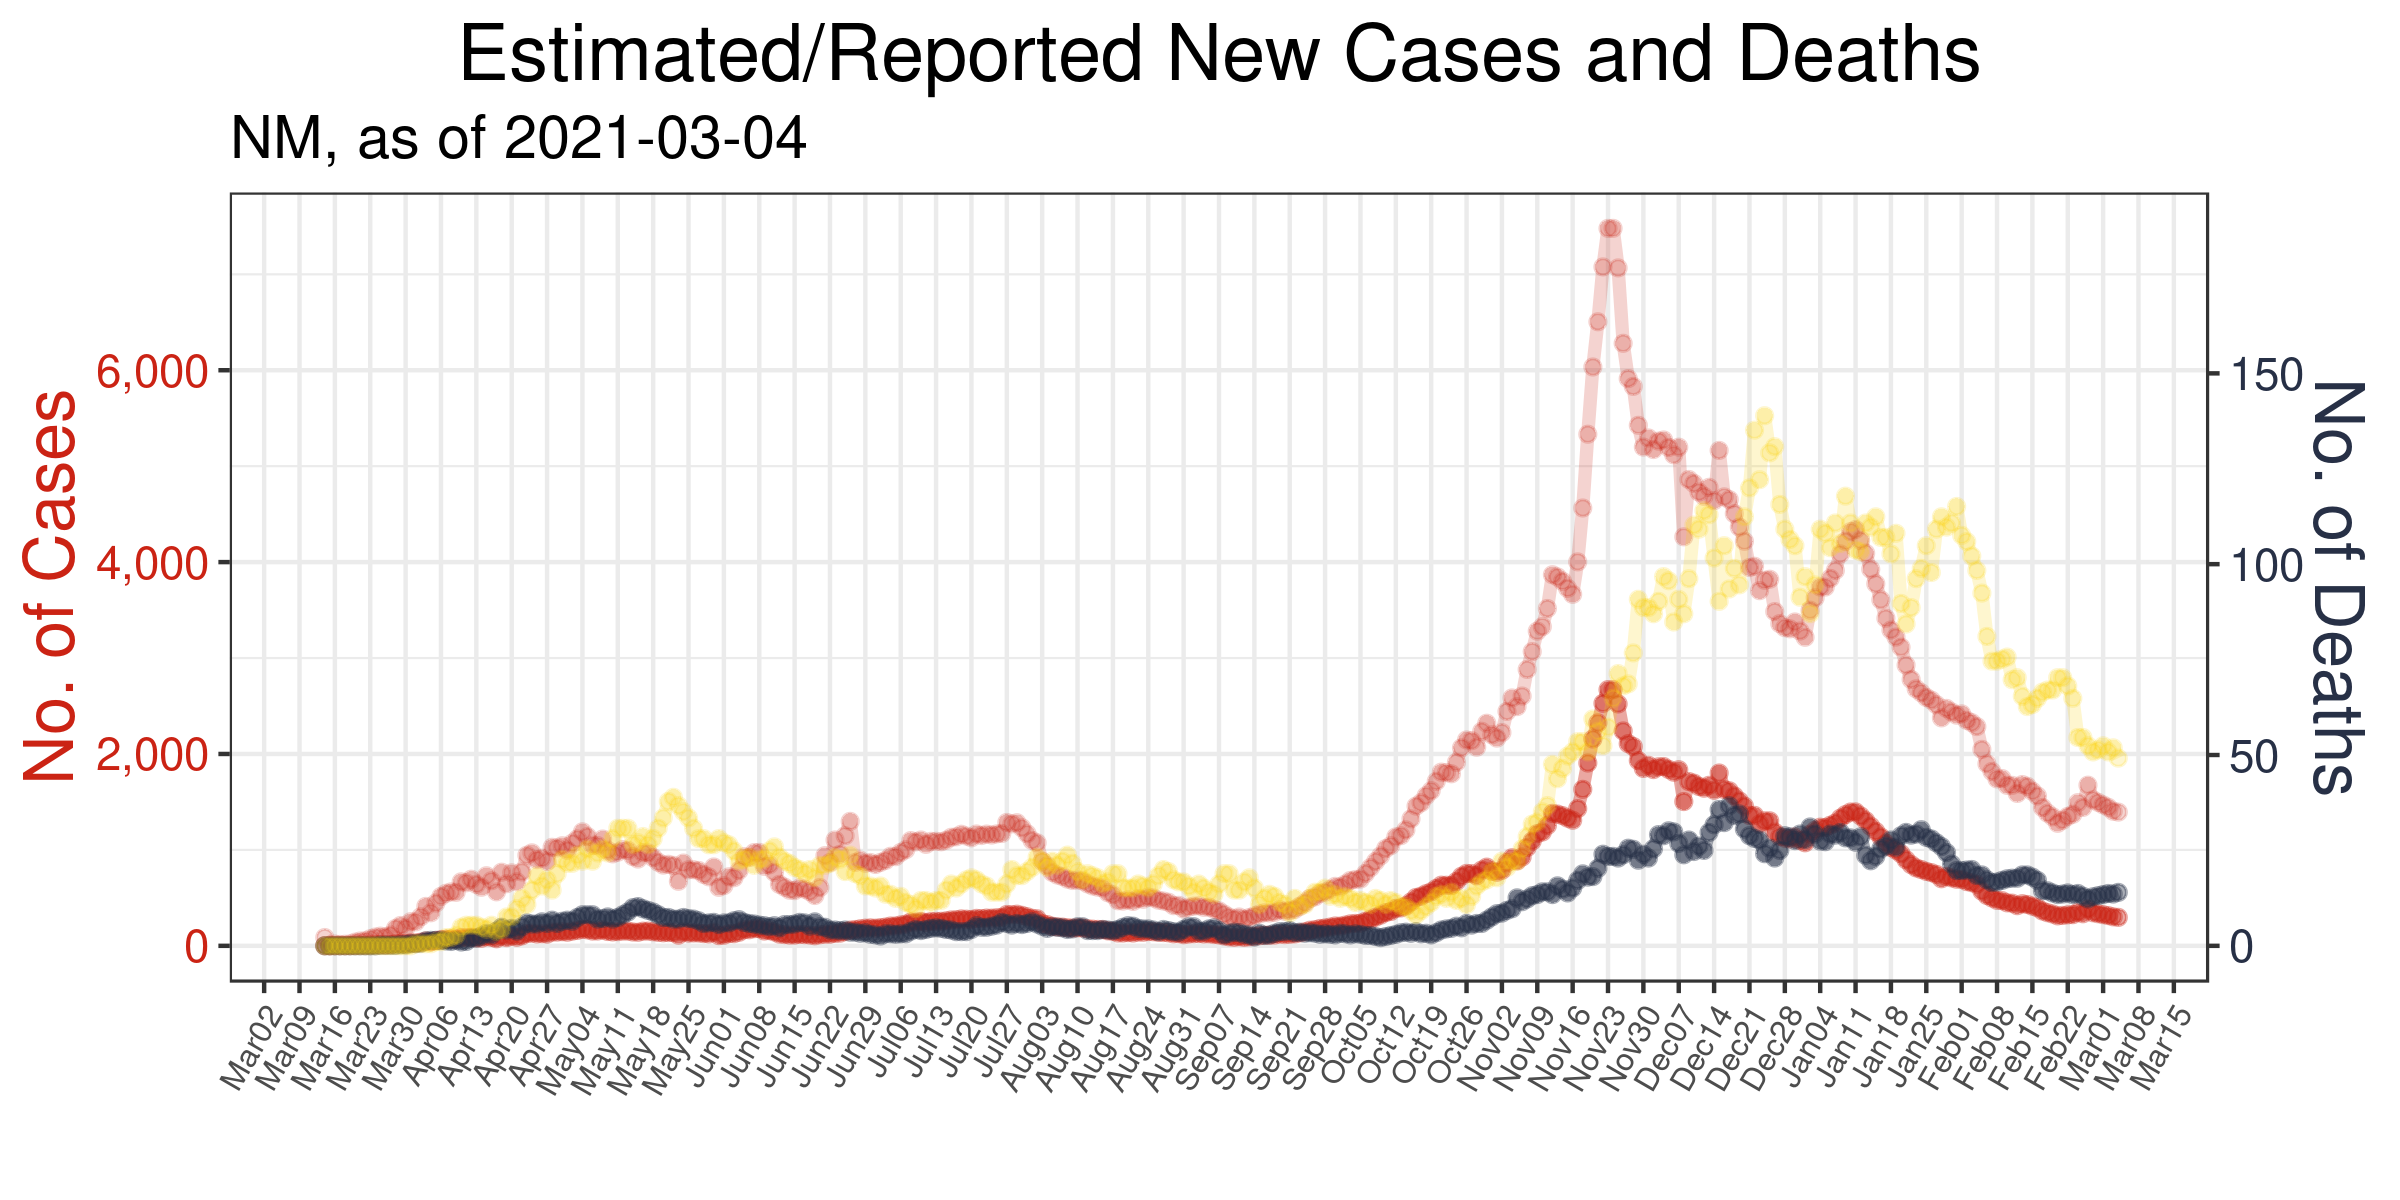 Estimated/Reported New Cases and Deaths
NM, as of 2021-03-04
No. of Cases
6,000
4,000
2,000
0
150
100
50
0
No. of Deaths
Mar02
Mar09
Mar16
Mar23
Mar30
Apr06
Apr13
Apr20
Apr27
May04
May11
May18
May25
Jun01
Jun08
Jun15
Jun22
Jun29
Jul06
Jul13
Jul20
Jul27
Aug03
Aug10
Aug17
Aug24
Aug31
Sep07
Sep14
Sep21
Sep28
Oct05
Oct12
Oct19
Oct26
Nov02
Nov09
Nov16
Nov23
Nov30
Dec07
Dec14
Dec21
Dec28
Jan04
Jan11
Jan18
Jan25
Feb01
Feb08
Feb15
Feb22
Mar01
Mar08
Mar15